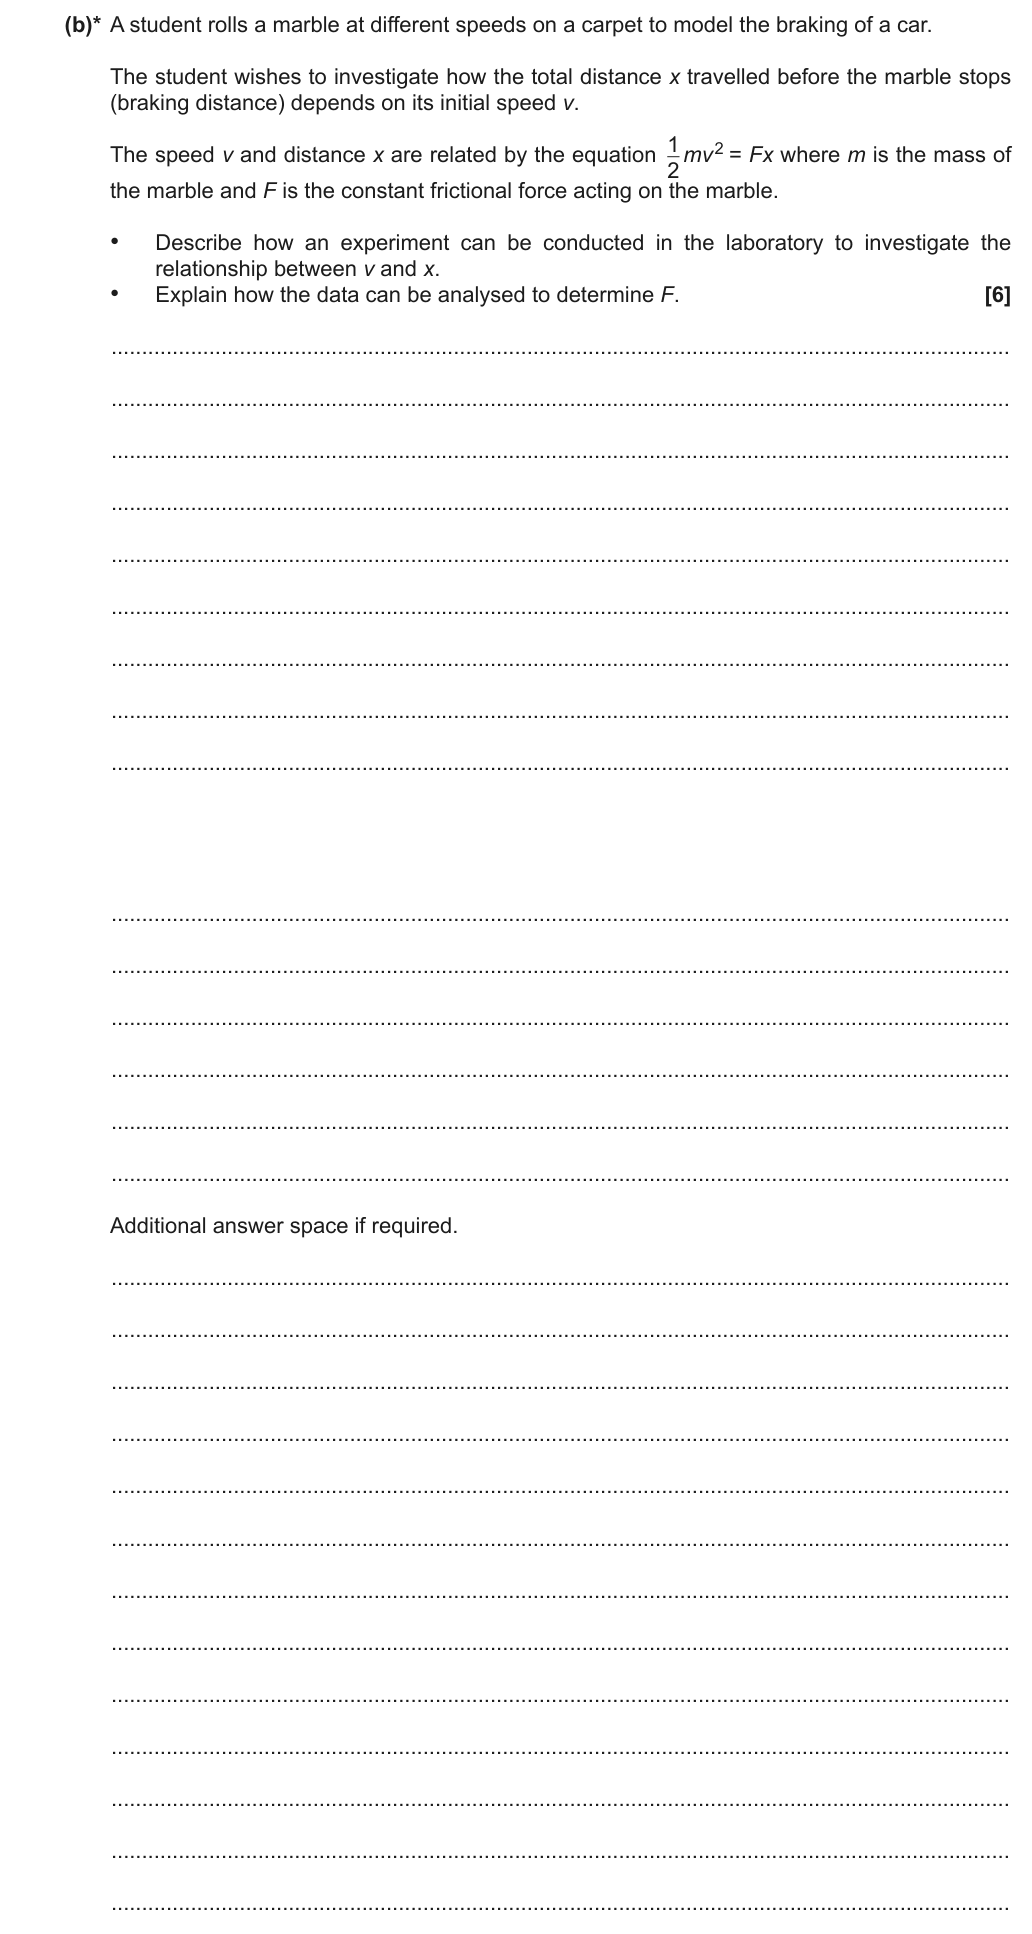 (b)* A student rolls a marble at different speeds on a carpet to model the braking of a car.
The student wishes to investigate how the total distance x travelled before the marble stops
(braking distance) depends on its initial speed v.
The speed v and distance x are related by the equation 1/2 mv² = Fx where m is the mass of
the marble and F is the constant frictional force acting on the marble.
• Describe how an experiment can be conducted in the laboratory to investigate the
relationship between v and x.
• Explain how the data can be analysed to determine F. [6]
Additional answer space if required.